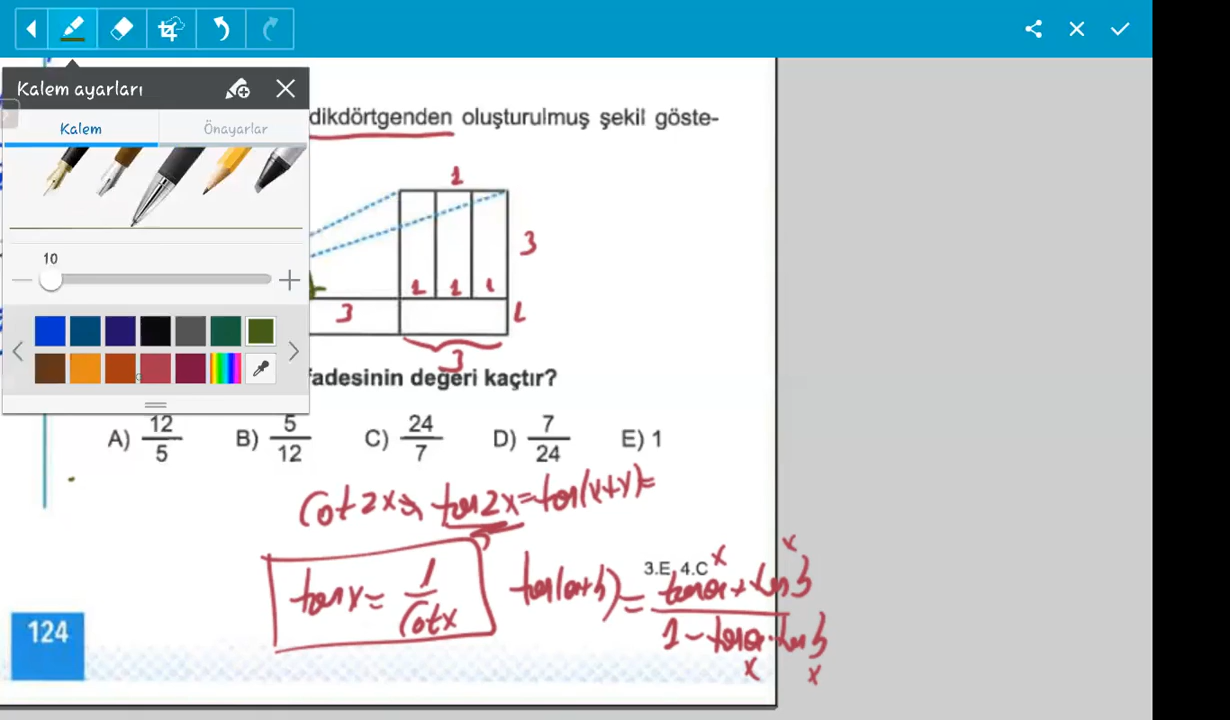 Kalem ayarları
Kalem
Önayarlar
10
dikdörtgenden oluşturulmuş şekil göste-
1
3
1 1 1
3
1
3
fadesinin değeri kaçtır?
A) 12/5 B) 5/12 C) 24/7 D) 7/24 E) 1
Cot2x tan2x=tan(x+x)=
tanx= 1/Cotx
tan(a+b) = tana+tanb / 1-tana.tanb
x x
x x
3.E, 4.C
124